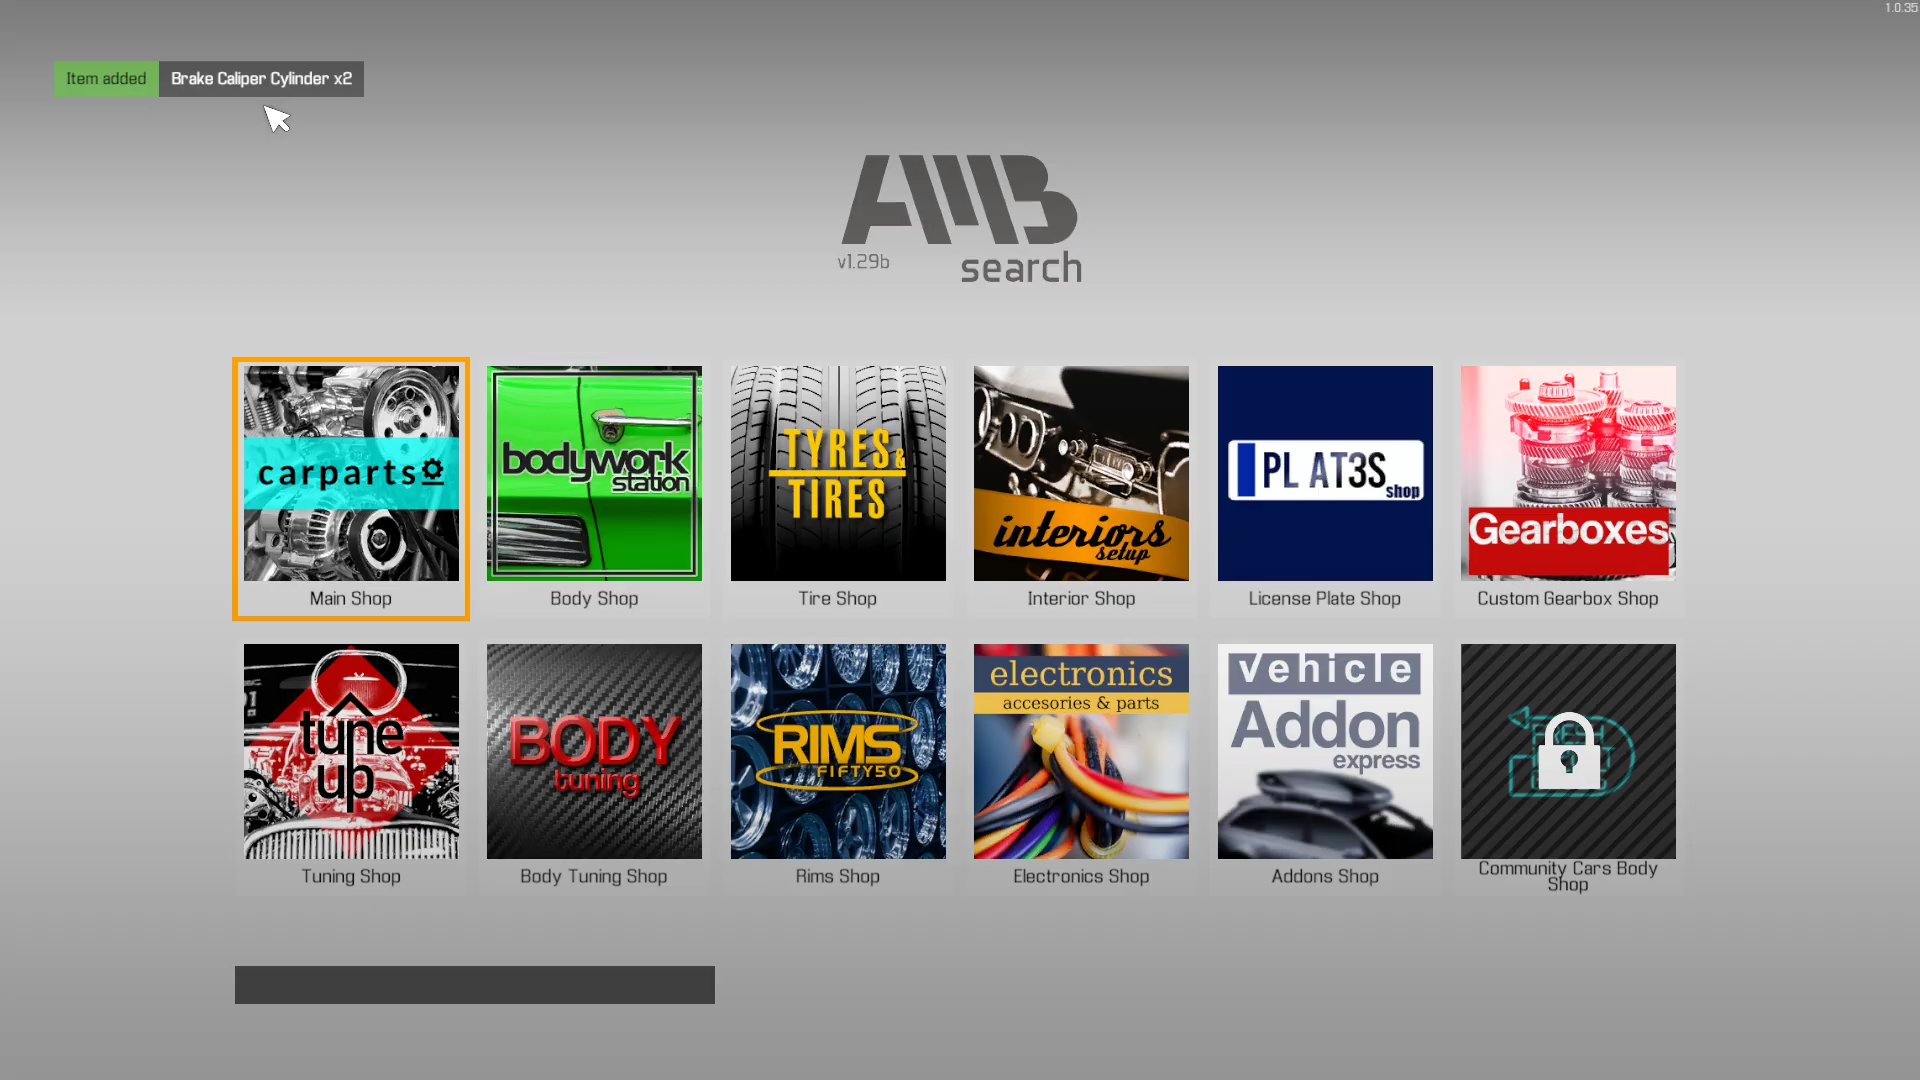 1.0.35
Item added Brake Caliper Cylinder x2
AMB
v1.29b
search
carparts
Main Shop
bodywork
station
Body Shop
TYRES &
TIRES
Tire Shop
interiors
setup
Interior Shop
PL AT3S
shop
License Plate Shop
Gearboxes
Custom Gearbox Shop
tune
up
Tuning Shop
BODY
tuning
Body Tuning Shop
RIMS
FIFTY50
Rims Shop
electronics
accesories & parts
Electronics Shop
vehicle
Addon
express
Addons Shop
Community Cars Body
Shop